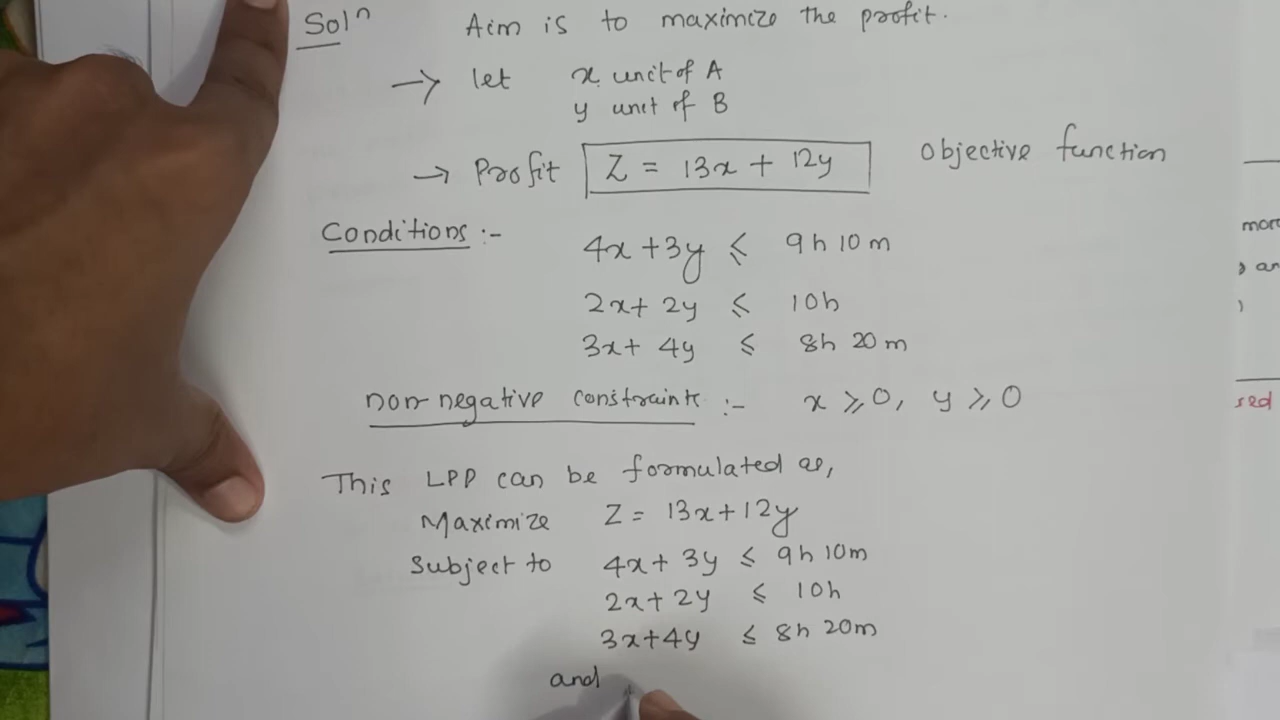 Solⁿ Aim is to maximize the profit.
→ let x unit of A
y unit of B
→ Profit Z = 13x + 12y Objective function
Conditions :-
4x + 3y ≤ 9h 10m
2x + 2y ≤ 10h
3x + 4y ≤ 8h 20m
non-negative constraints :- x ≥ 0, y ≥ 0
This LPP can be formulated as,
Maximize Z = 13x + 12y
Subject to 4x + 3y ≤ 9h 10m
2x + 2y ≤ 10h
3x + 4y ≤ 8h 20m
and